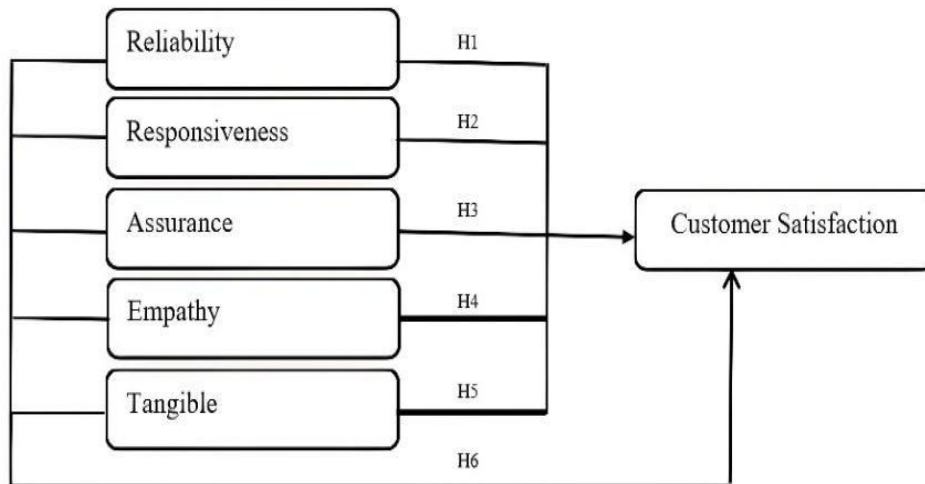 Reliability
H1
Responsiveness
H2
Assurance
H3
Customer Satisfaction
Empathy
H4
Tangible
H5
H6